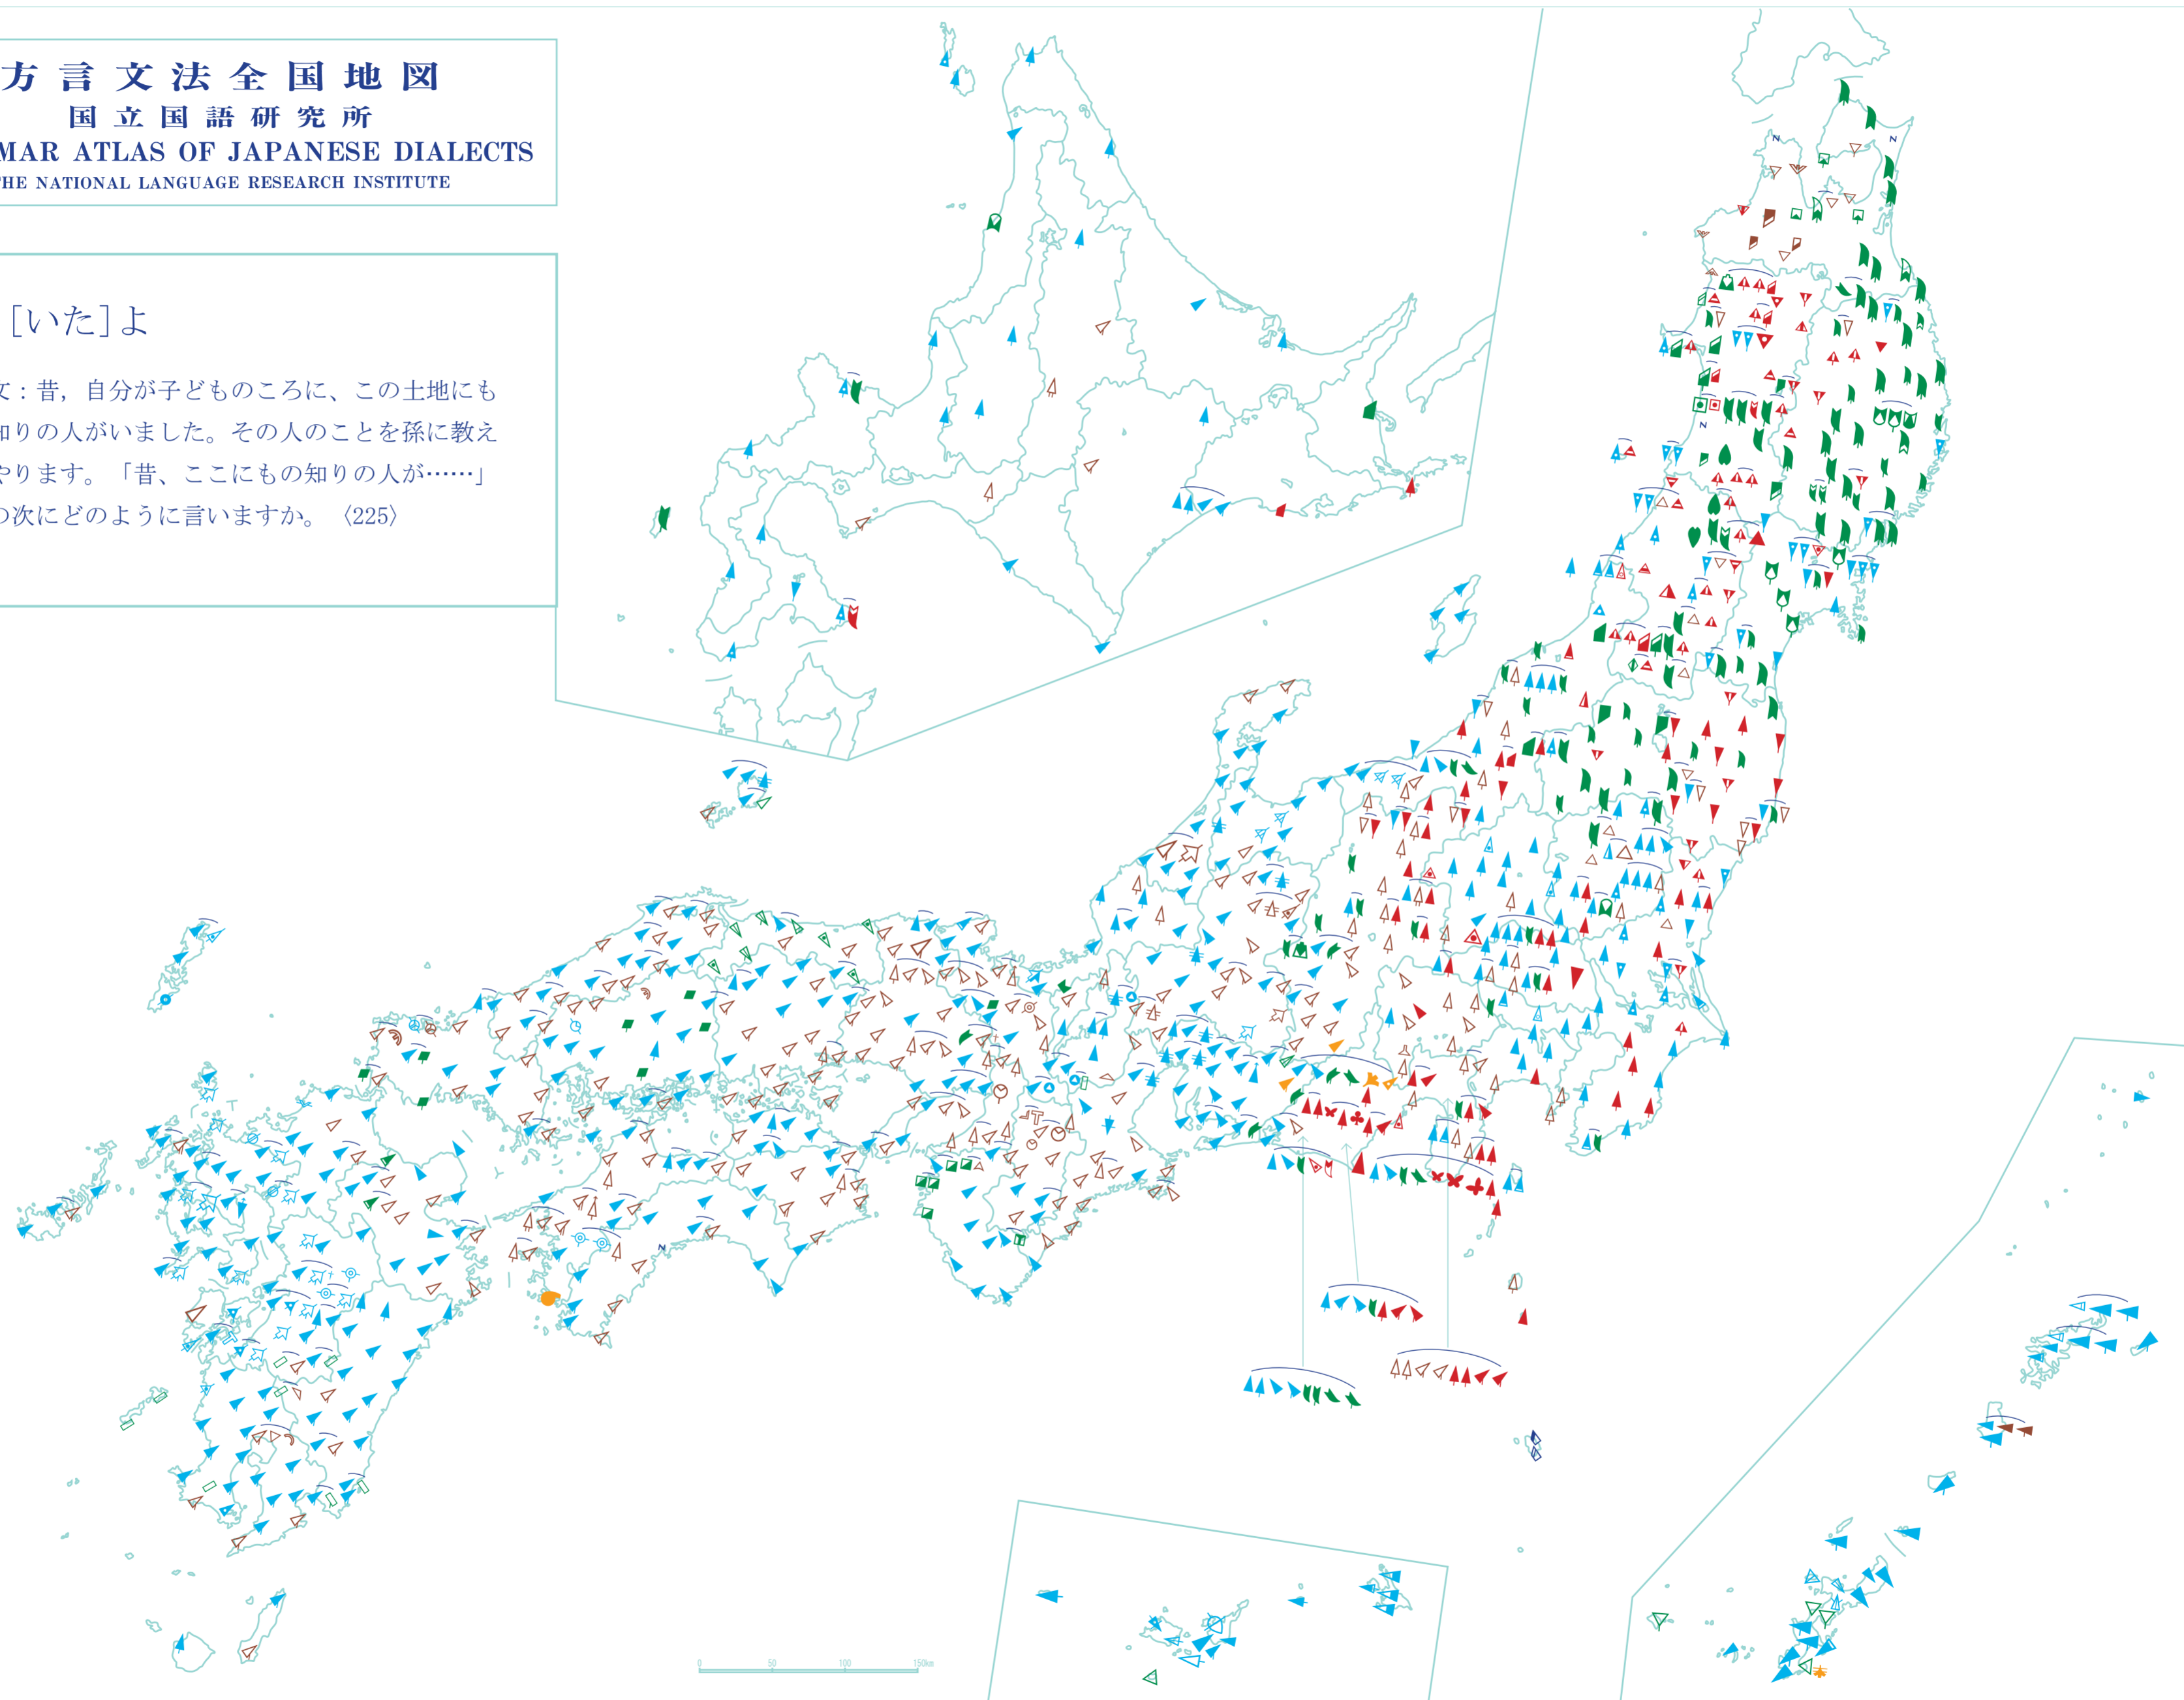 方言文法全国地図
国立国語研究所
MAR ATLAS OF JAPANESE DIALECTS
HE NATIONAL LANGUAGE RESEARCH INSTITUTE
[いた]よ
文：昔，自分が子どものころに、この土地にも
知りの人がいました。その人のことを孫に教え
やります。「昔、ここにもの知りの人が……」
の次にどのように言いますか。〈225〉
N
N
N
N
0 50 100 150km